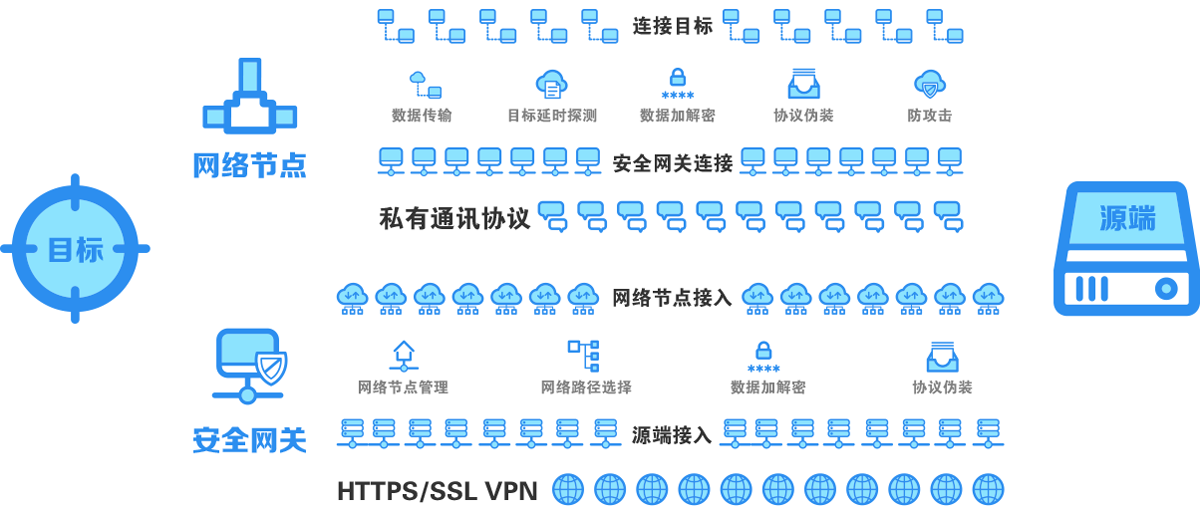 连接目标
数据传输
目标延时探测
数据加解密
****
协议伪装
防攻击
网络节点
安全网关连接
私有通讯协议
目标
源端
网络节点接入
网络节点管理
网络路径选择
****
数据加解密
协议伪装
安全网关
源端接入
HTTPS/SSL VPN